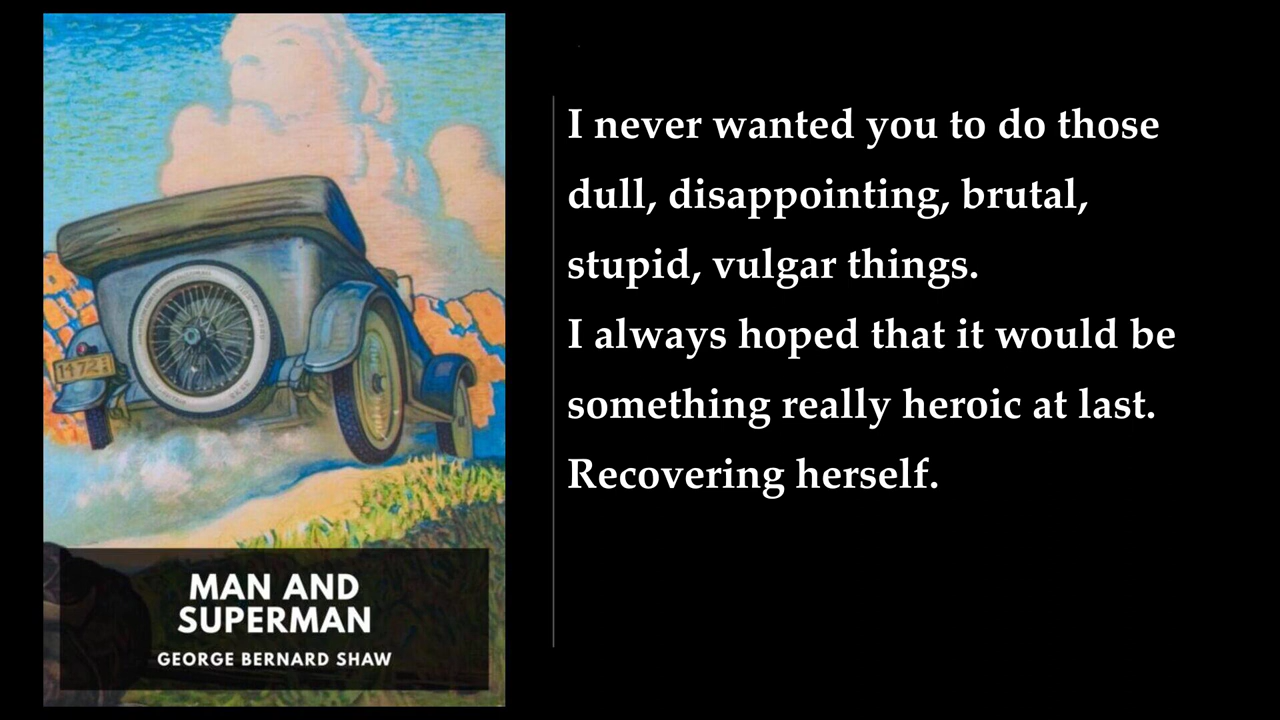 I never wanted you to do those
dull, disappointing, brutal,
stupid, vulgar things.
I always hoped that it would be
something really heroic at last.
Recovering herself.
1472
MAN AND
SUPERMAN
GEORGE BERNARD SHAW